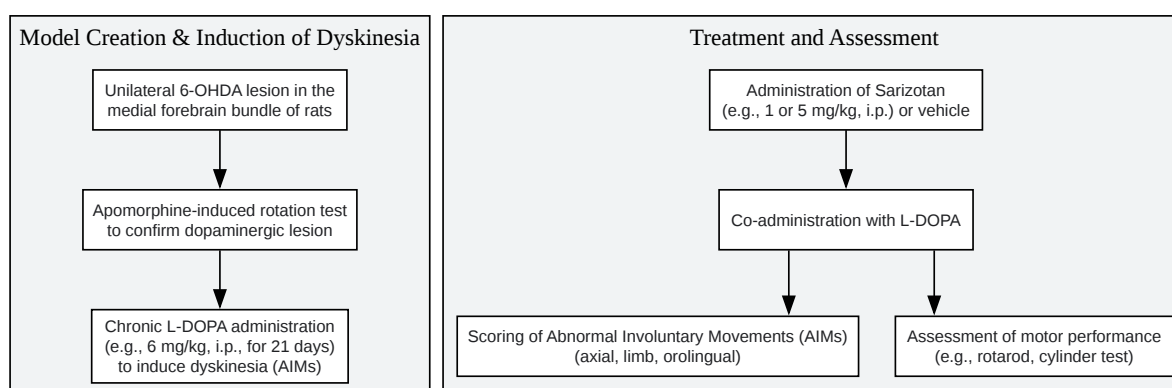 Model Creation & Induction of Dyskinesia
Unilateral 6-OHDA lesion in the
medial forebrain bundle of rats
Apomorphine-induced rotation test
to confirm dopaminergic lesion
Chronic L-DOPA administration
(e.g., 6 mg/kg, i.p., for 21 days)
to induce dyskinesia (AIMs)
Treatment and Assessment
Administration of Sarizotan
(e.g., 1 or 5 mg/kg, i.p.) or vehicle
Co-administration with L-DOPA
Scoring of Abnormal Involuntary Movements (AIMs)
(axial, limb, orolingual)
Assessment of motor performance
(e.g., rotarod, cylinder test)